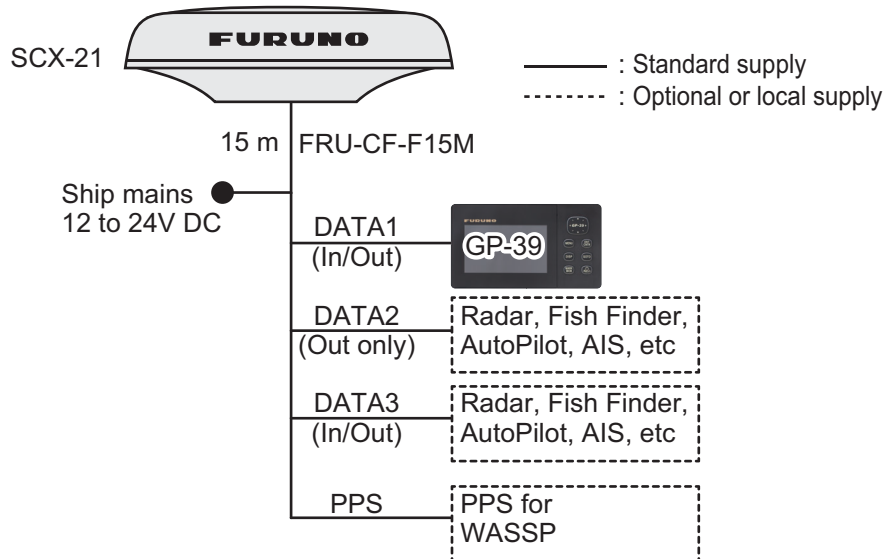 FURUNO
SCX-21
: Standard supply
: Optional or local supply
15 m FRU-CF-F15M
Ship mains
12 to 24V DC
DATA1
(In/Out)
FURUNO
GP-39
DATA2
(Out only)
Radar, Fish Finder,
AutoPilot, AIS, etc
DATA3
(In/Out)
Radar, Fish Finder,
AutoPilot, AIS, etc
PPS
PPS for
WASSP